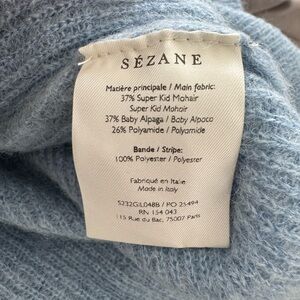 SÉZANE
Matière principale / Main fabric:
37% Super Kid Mohair
Super Kid Mohair
37% Baby Alpaga / Baby Alpaca
26% Polyamide / Polyamide
Bande / Stripe:
100% Polyester / Polyester
Fabriqué en Italie
Made in Italy
S232GIL04BB / PO 25494
RN 154 043
115 Rue du Bac, 75007 Paris